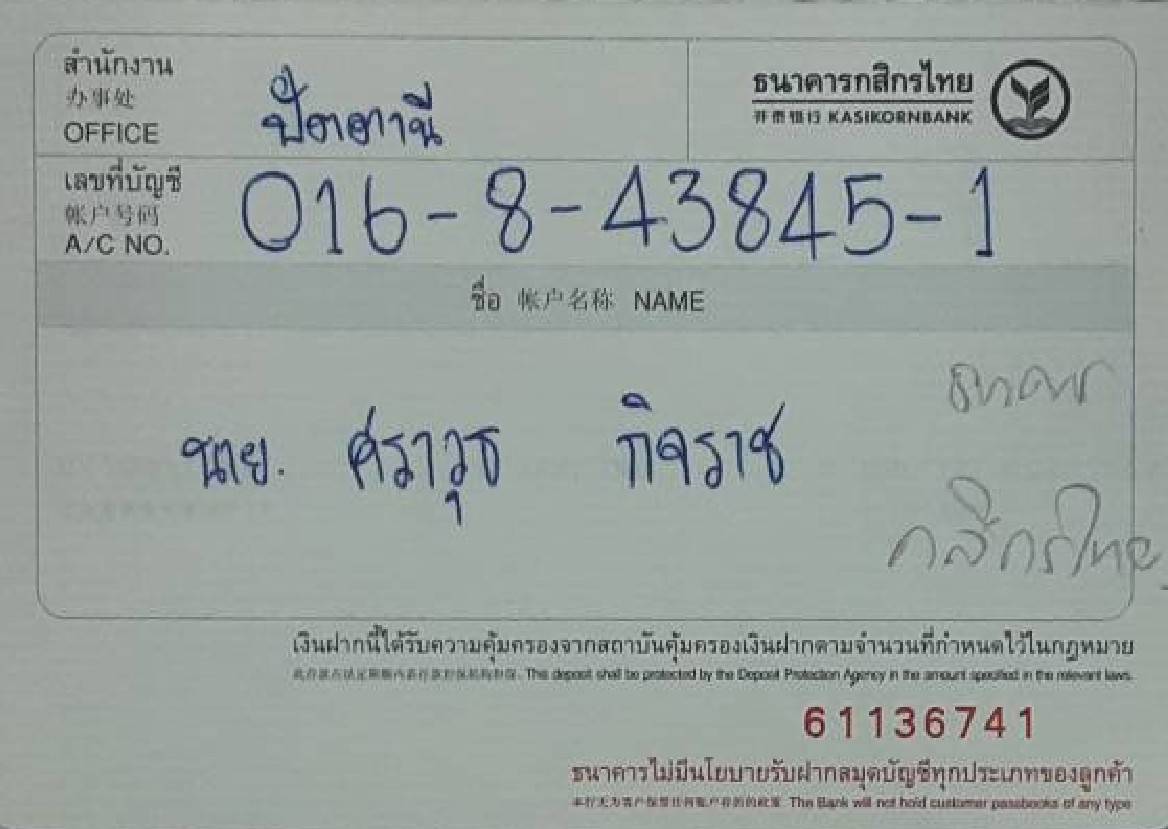 สำนักงาน
办事处
OFFICE
ปัตตานี
ธนาคารกสิกรไทย
开泰银行 KASIKORNBANK
เลขที่บัญชี
帐户号码
A/C NO.
016-8-43845-1
ชื่อ 帐户名称 NAME
นาย. ศราวุธ กิจราช
ธนาคาร
กสิกรไทย
เงินฝากนี้ได้รับความคุ้มครองจากสถาบันคุ้มครองเงินฝากตามจำนวนที่กำหนดไว้ในกฎหมาย
The deposit shall be protected by the Deposit Protection Agency in the amount specified in the relevant laws.
61136741
ธนาคารไม่มีนโยบายรับฝากสมุดบัญชีทุกประเภทของลูกค้า
The Bank will not hold customer passbooks of any type